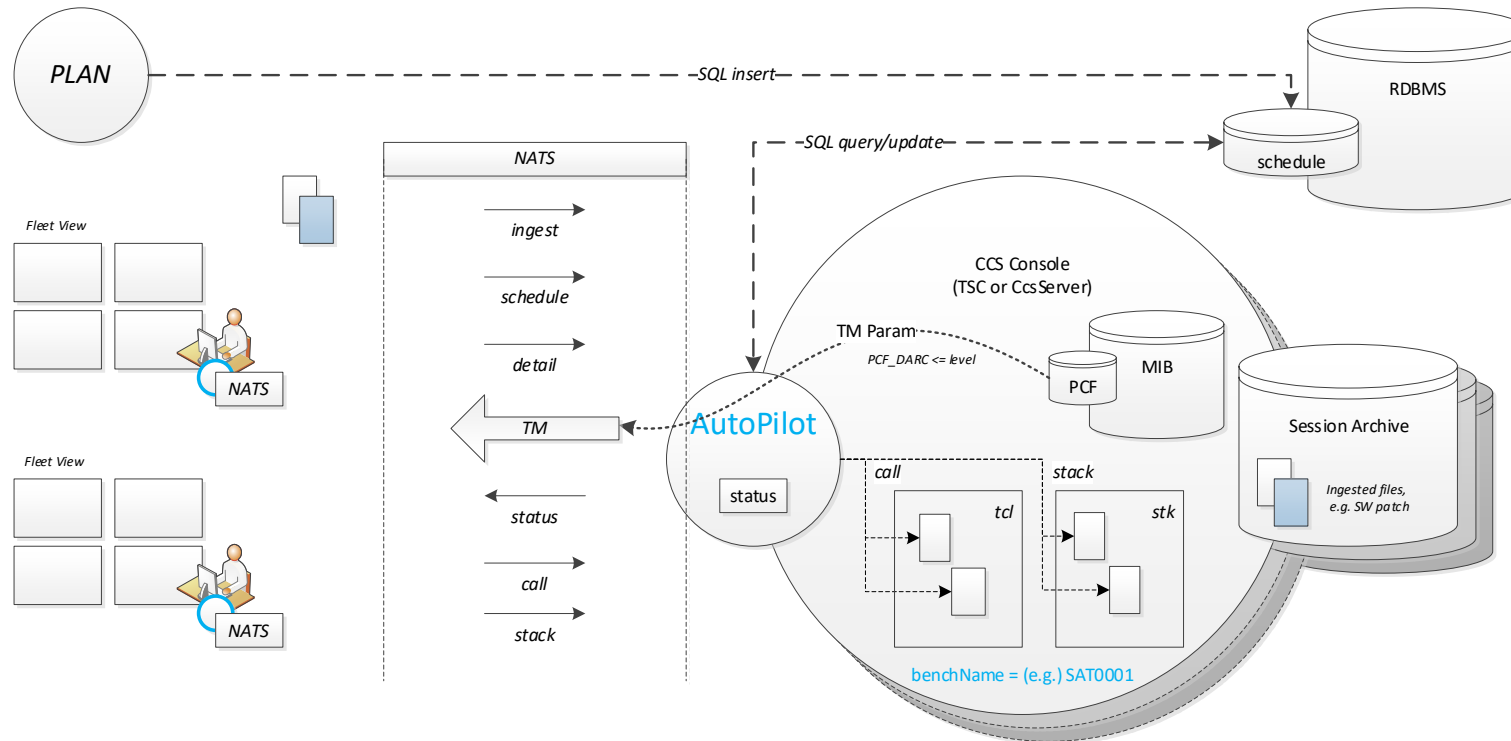 PLAN
SQL insert
RDBMS
schedule
SQL query/update
NATS
ingest
schedule
detail
TM
status
call
stack
Fleet View
NATS
Fleet View
NATS
CCS Console
(TSC or CcsServer)
TM Param
PCF_DARC <= level
PCF
MIB
AutoPilot
status
call
stack
tcl
stk
Session Archive
Ingested files,
e.g. SW patch
benchName = (e.g.) SAT0001